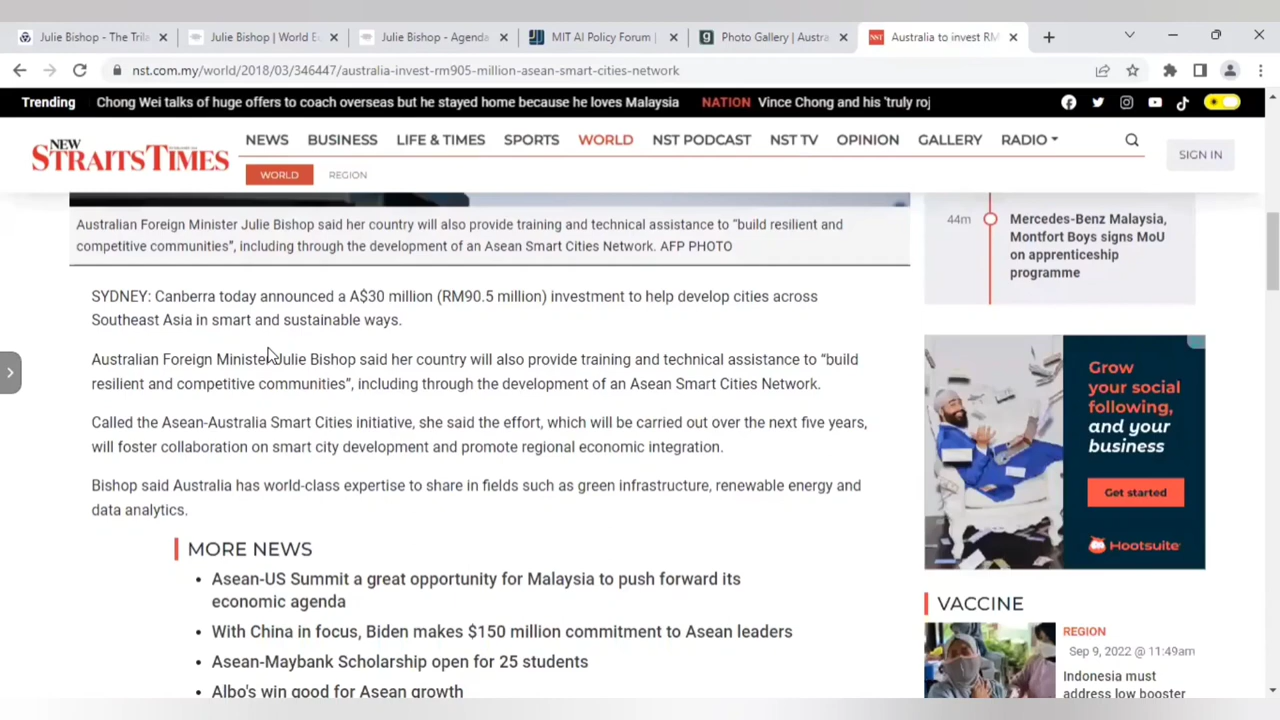 Julie Bishop - The Trila
Julie Bishop | World E
Julie Bishop - Agenda
MIT AI Policy Forum |
Photo Gallery | Austra
NST
Australia to invest RM
nst.com.my/world/2018/03/346447/australia-invest-rm905-million-asean-smart-cities-network
Trending
Chong Wei talks of huge offers to coach overseas but he stayed home because he loves Malaysia
NATION Vince Chong and his 'truly roj
NEW
STRAITS TIMES
NEWS BUSINESS LIFE & TIMES SPORTS WORLD NST PODCAST NST TV OPINION GALLERY RADIO
SIGN IN
WORLD REGION
Australian Foreign Minister Julie Bishop said her country will also provide training and technical assistance to “build resilient and
competitive communities”, including through the development of an Asean Smart Cities Network. AFP PHOTO
SYDNEY: Canberra today announced a A$30 million (RM90.5 million) investment to help develop cities across
Southeast Asia in smart and sustainable ways.
Australian Foreign Minister Julie Bishop said her country will also provide training and technical assistance to “build
resilient and competitive communities”, including through the development of an Asean Smart Cities Network.
Called the Asean-Australia Smart Cities initiative, she said the effort, which will be carried out over the next five years,
will foster collaboration on smart city development and promote regional economic integration.
Bishop said Australia has world-class expertise to share in fields such as green infrastructure, renewable energy and
data analytics.
MORE NEWS
• Asean-US Summit a great opportunity for Malaysia to push forward its
economic agenda
• With China in focus, Biden makes $150 million commitment to Asean leaders
• Asean-Maybank Scholarship open for 25 students
• Albo's win good for Asean growth
44m
Mercedes-Benz Malaysia,
Montfort Boys signs MoU
on apprenticeship
programme
Grow
your social
following,
and your
business
Get started
Hootsuite
VACCINE
REGION
Sep 9, 2022 @ 11:49am
Indonesia must
address low booster